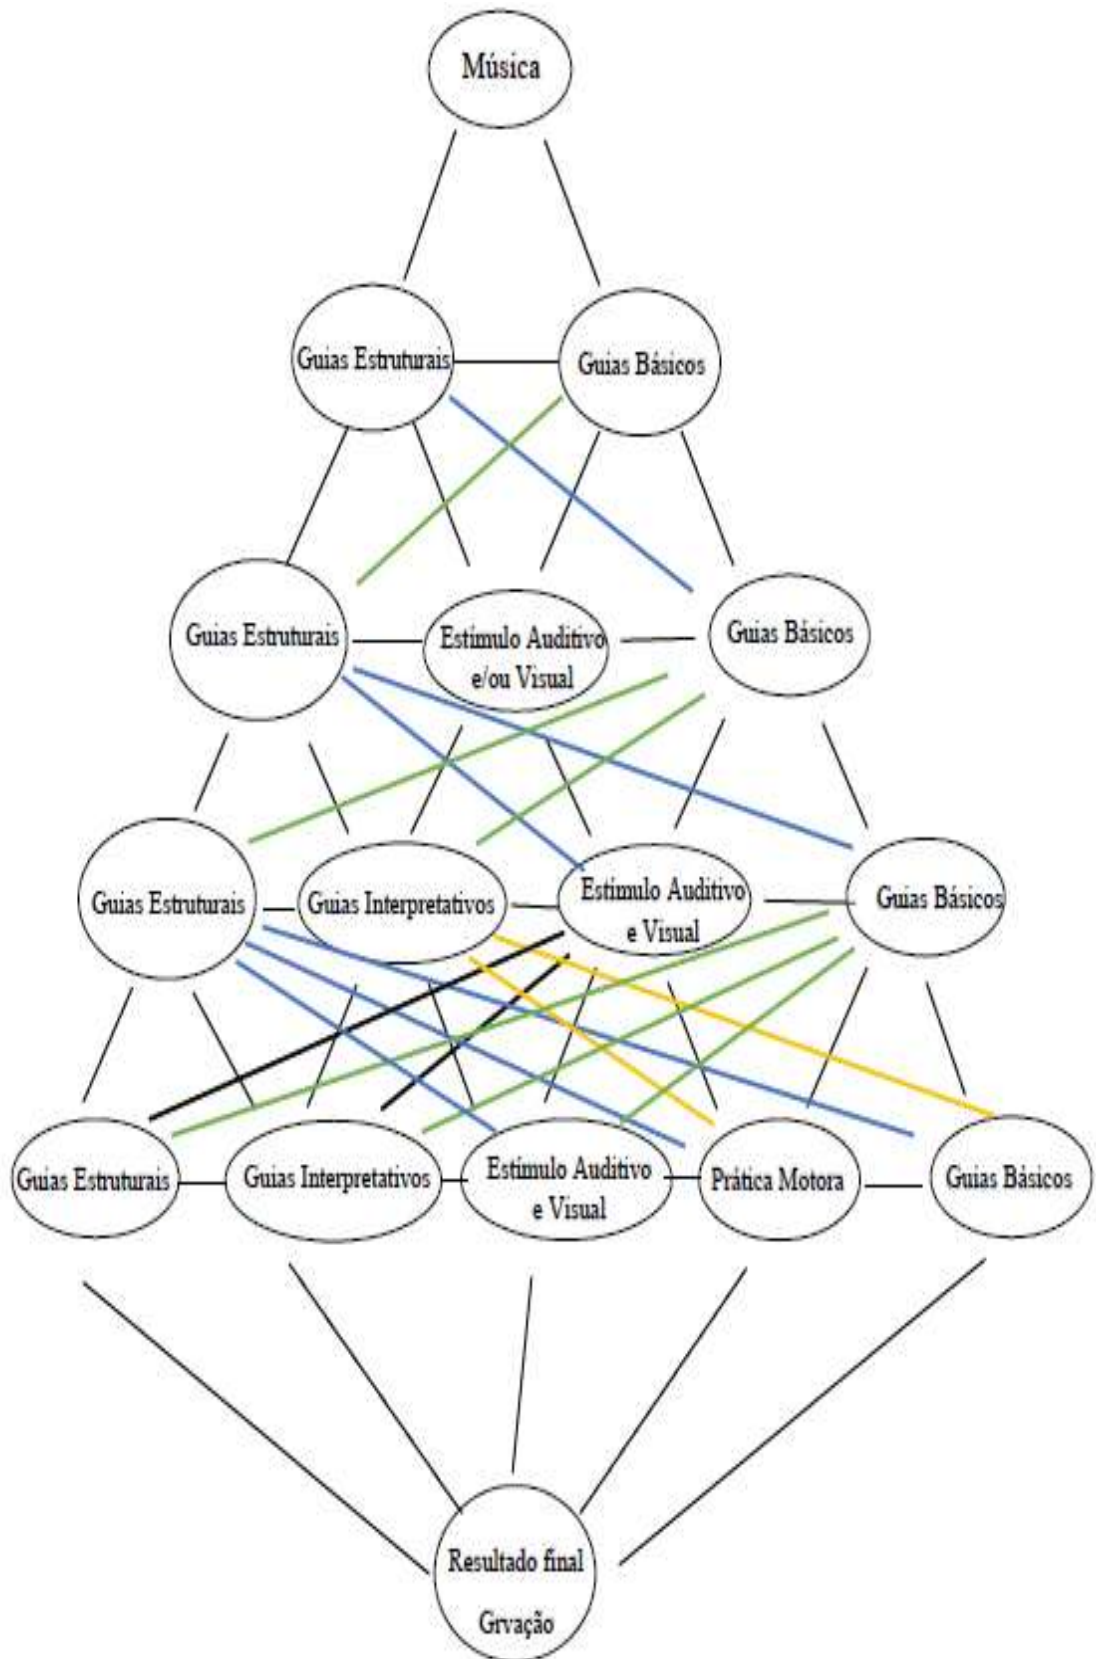 Música
Guias Estruturais
Guias Básicos
Guias Estruturais
Estímulo Auditivo
e/ou Visual
Guias Básicos
Guias Estruturais
Guias Interpretativos
Estímulo Auditivo
e Visual
Guias Básicos
Guias Estruturais
Guias Interpretativos
Estímulo Auditivo
e Visual
Prática Motora
Guias Básicos
Resultado final
Grvação